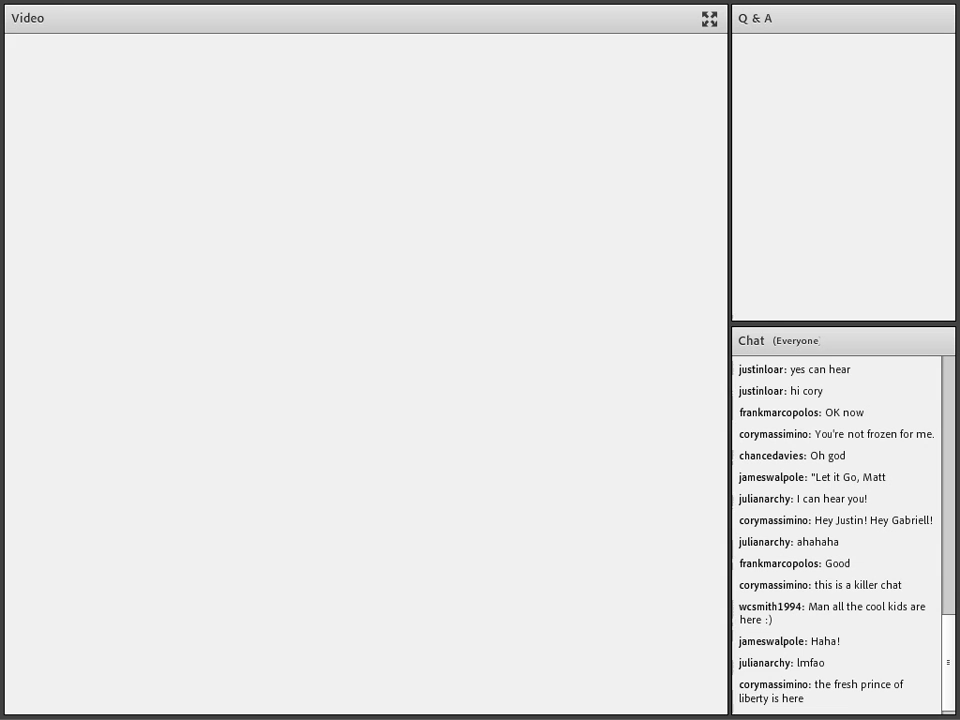 Video
Q & A
Chat (Everyone)
justinloar: yes can hear
justinloar: hi cory
frankmarcopolos: OK now
corymassimino: You're not frozen for me.
chancedavies: Oh god
jameswalpole: "Let it Go, Matt
julianarchy: I can hear you!
corymassimino: Hey Justin! Hey Gabriell!
julianarchy: ahahaha
frankmarcopolos: Good
corymassimino: this is a killer chat
wcsmith1994: Man all the cool kids are
here :)
jameswalpole: Haha!
julianarchy: lmfao
corymassimino: the fresh prince of
liberty is here